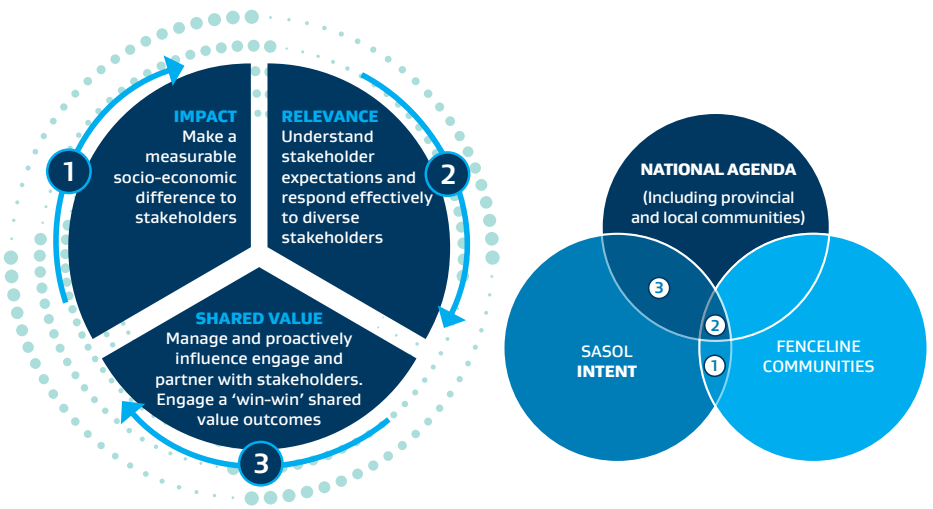 1
IMPACT
Make a
measurable
socio-economic
difference to
stakeholders
2
RELEVANCE
Understand
stakeholder
expectations and
respond effectively
to diverse
stakeholders
SHARED VALUE
Manage and proactively
influence engage and
partner with stakeholders.
Engage a ‘win-win’ shared
value outcomes
3
NATIONAL AGENDA
(Including provincial
and local communities)
3
2
1
SASOL
INTENT
FENCELINE
COMMUNITIES